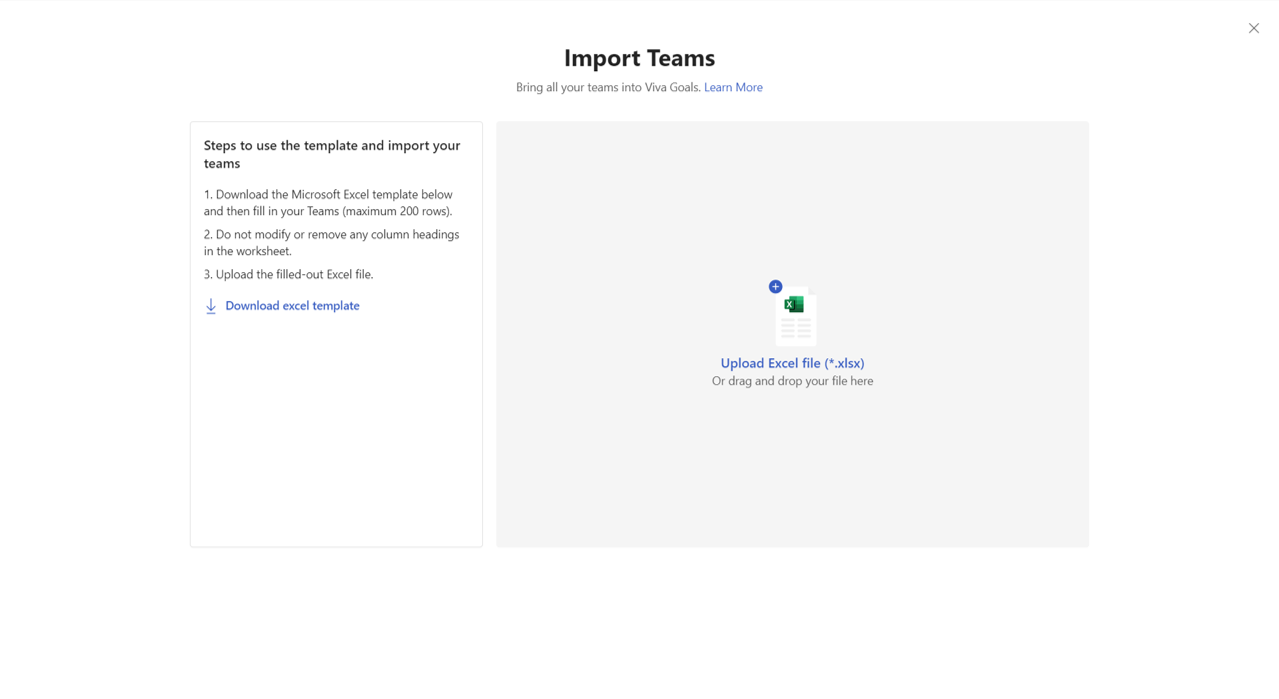 Import Teams
Bring all your teams into Viva Goals. Learn More
Steps to use the template and import your
teams
1. Download the Microsoft Excel template below
and then fill in your Teams (maximum 200 rows).
2. Do not modify or remove any column headings
in the worksheet.
3. Upload the filled-out Excel file.
Download excel template
Upload Excel file (*.xlsx)
Or drag and drop your file here